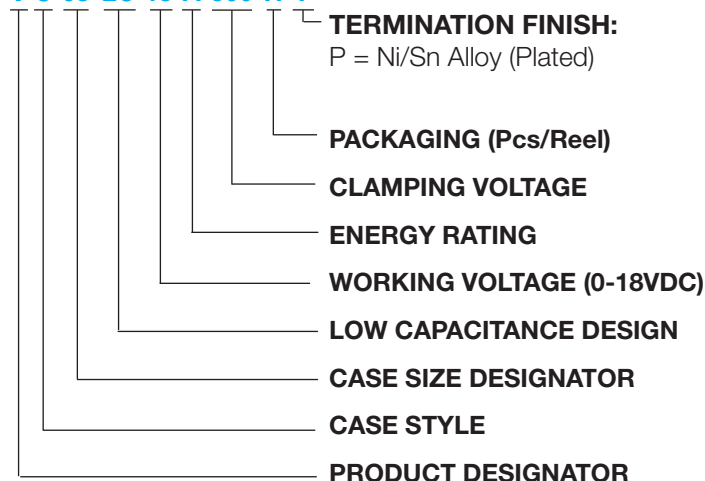 TERMINATION FINISH:
P = Ni/Sn Alloy (Plated)
PACKAGING (Pcs/Reel)
CLAMPING VOLTAGE
ENERGY RATING
WORKING VOLTAGE (0-18VDC)
LOW CAPACITANCE DESIGN
CASE SIZE DESIGNATOR
CASE STYLE
PRODUCT DESIGNATOR